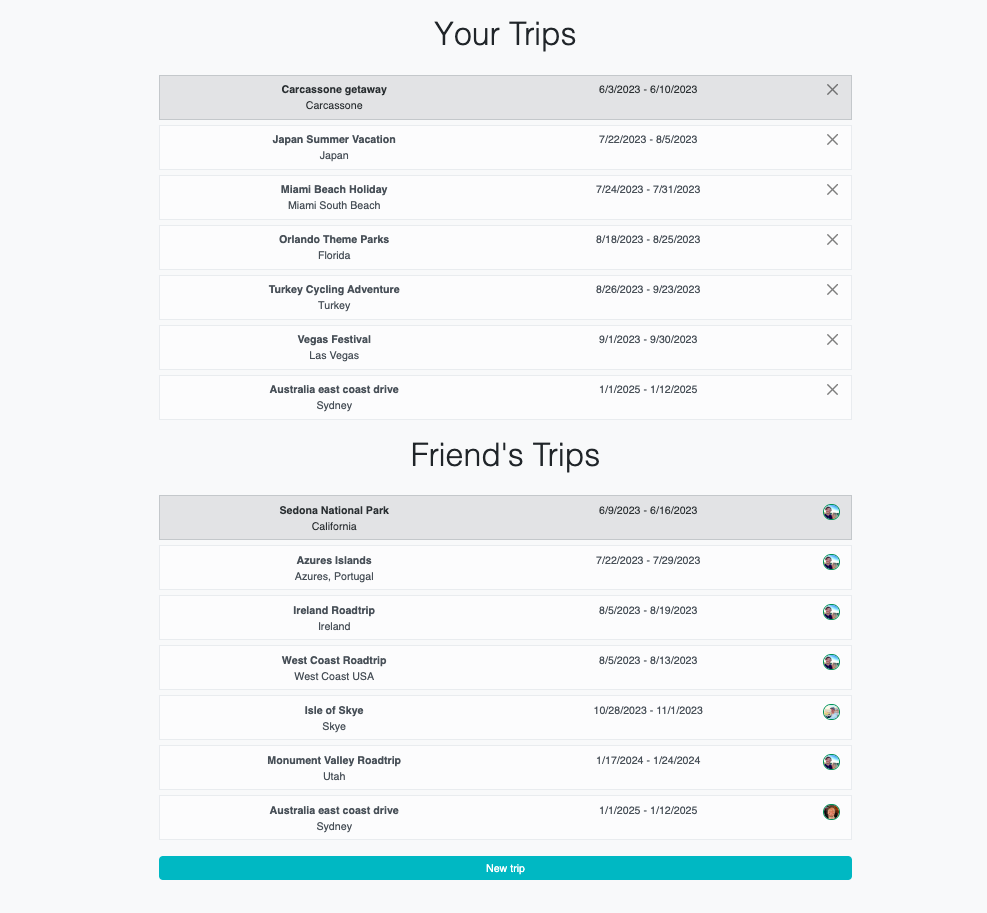 Your Trips
Carcassone getaway 6/3/2023 - 6/10/2023
Carcassone
Japan Summer Vacation 7/22/2023 - 8/5/2023
Japan
Miami Beach Holiday 7/24/2023 - 7/31/2023
Miami South Beach
Orlando Theme Parks 8/18/2023 - 8/25/2023
Florida
Turkey Cycling Adventure 8/26/2023 - 9/23/2023
Turkey
Vegas Festival 9/1/2023 - 9/30/2023
Las Vegas
Australia east coast drive 1/1/2025 - 1/12/2025
Sydney
Friend's Trips
Sedona National Park 6/9/2023 - 6/16/2023
California
Azures Islands 7/22/2023 - 7/29/2023
Azures, Portugal
Ireland Roadtrip 8/5/2023 - 8/19/2023
Ireland
West Coast Roadtrip 8/5/2023 - 8/13/2023
West Coast USA
Isle of Skye 10/28/2023 - 11/1/2023
Skye
Monument Valley Roadtrip 1/17/2024 - 1/24/2024
Utah
Australia east coast drive 1/1/2025 - 1/12/2025
Sydney
New trip